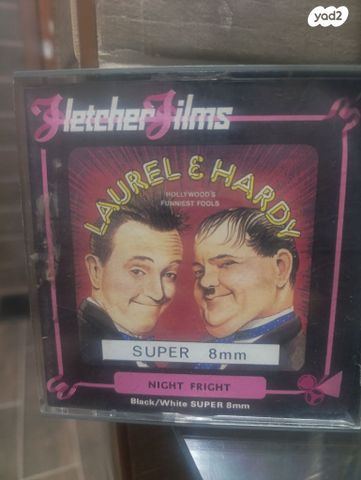 yad2
Fletcher Films
LAUREL & HARDY
HOLLYWOOD'S
FUNNIEST FOOLS
SUPER 8mm
NIGHT FRIGHT
Black/White SUPER 8mm